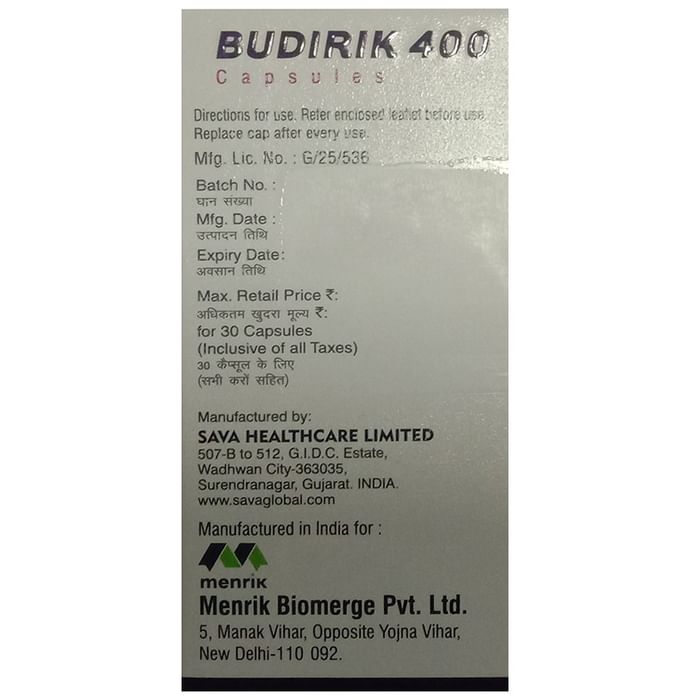 BUDIRIK 400
Capsules
Directions for use. Refer enclosed leaflet before use.
Replace cap after every use.
Mfg. Lic. No. : G/25/536
Batch No. :
घान संख्या
Mfg. Date :
उत्पादन तिथि
Expiry Date:
अवसान तिथि
Max. Retail Price ₹:
अधिकतम खुदरा मूल्य ₹:
for 30 Capsules
(Inclusive of all Taxes)
30 कैप्सूल के लिए
(सभी करों सहित)
Manufactured by:
SAVA HEALTHCARE LIMITED
507-B to 512, G.I.D.C. Estate,
Wadhwan City-363035,
Surendranagar, Gujarat. INDIA.
www.savaglobal.com
Manufactured in India for :
menrik
Menrik Biomerge Pvt. Ltd.
5, Manak Vihar, Opposite Yojna Vihar,
New Delhi-110 092.